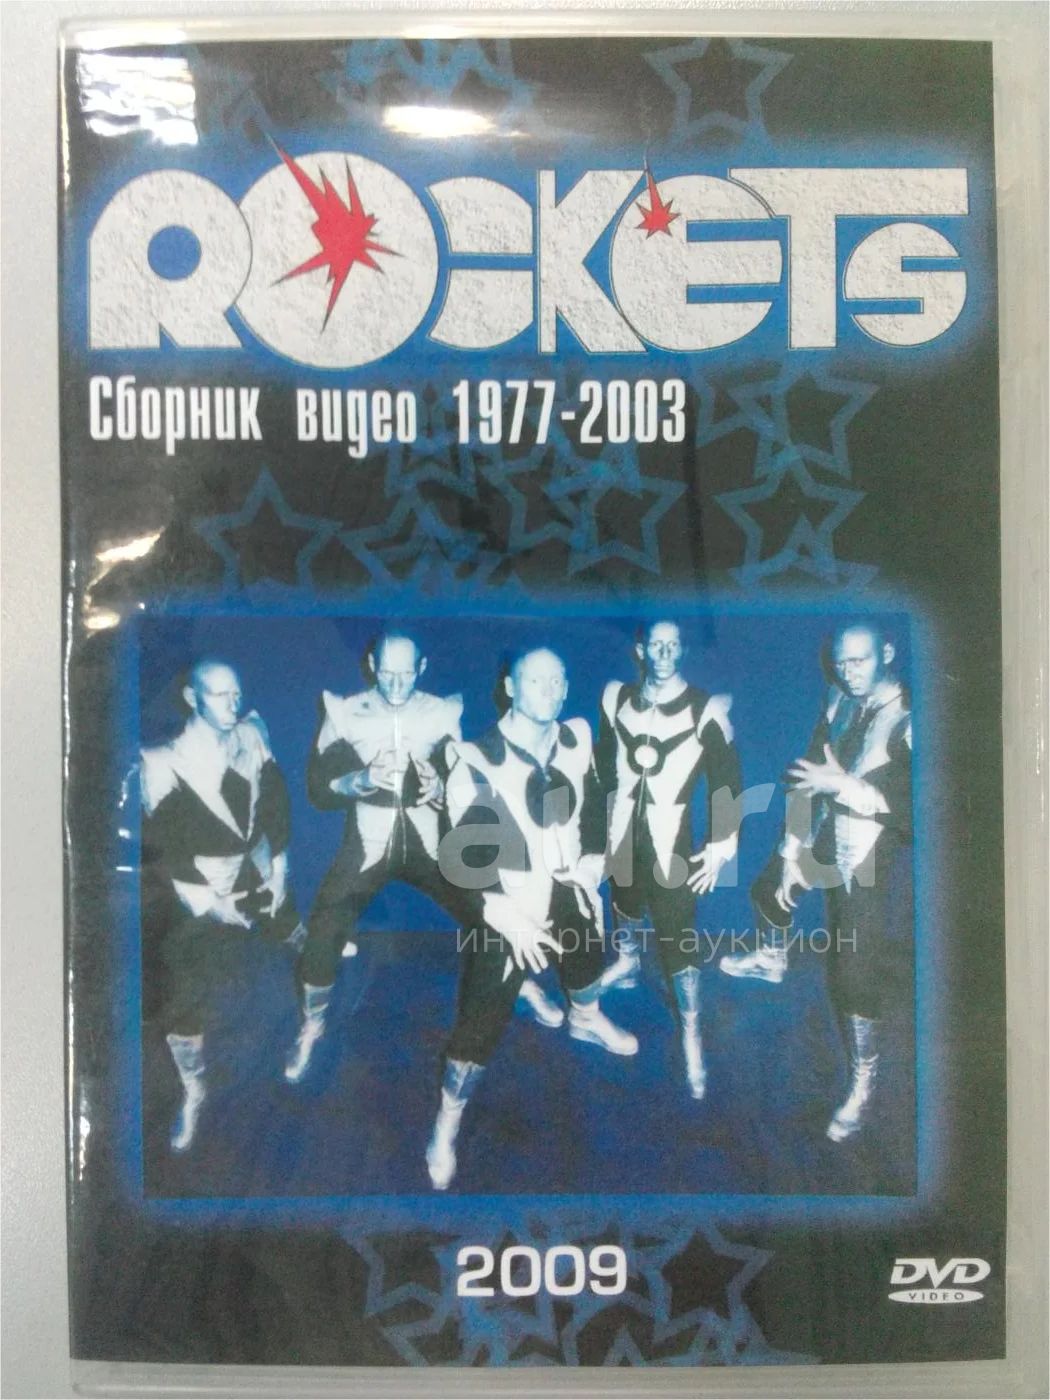 ROCKETS
Сборник видео 1977-2003
au.ru
интернет-аукцион
2009
DVD
VIDEO